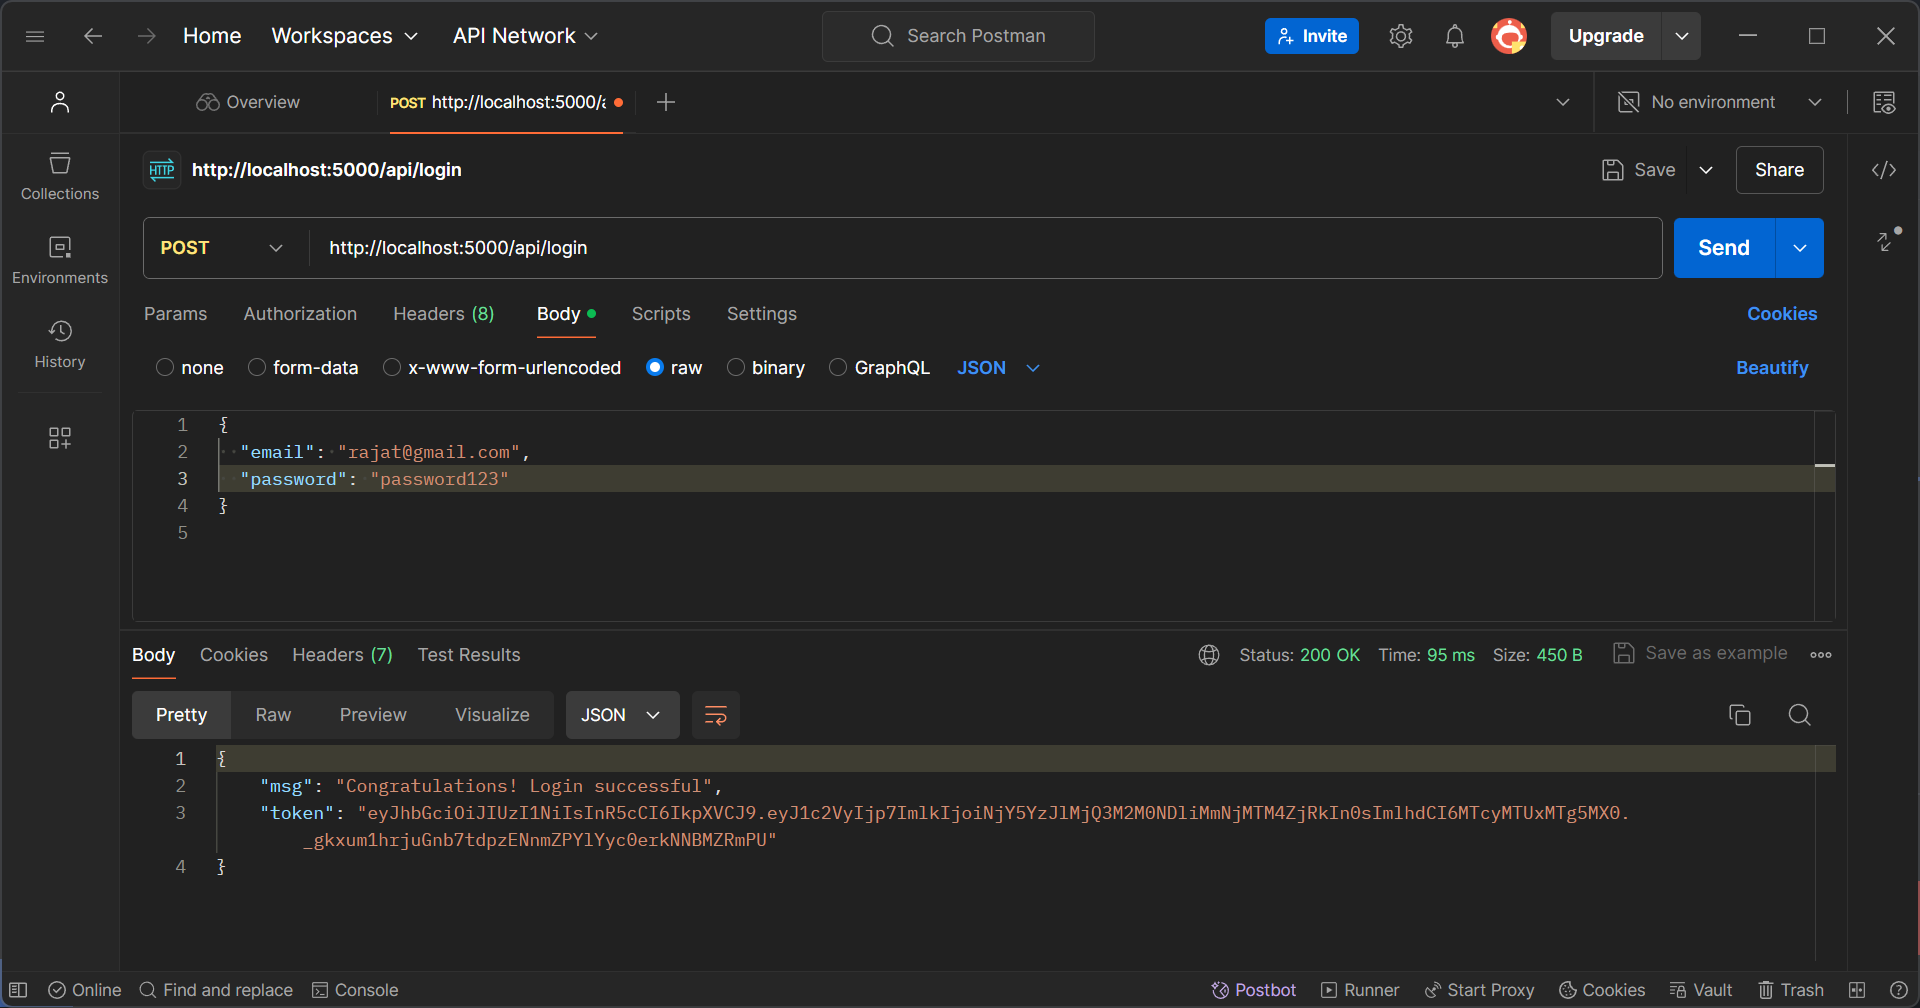 Home Workspaces API Network Search Postman Invite Upgrade
Overview POST http://localhost:5000/a No environment
HTTP http://localhost:5000/api/login Save Share
Collections
POST http://localhost:5000/api/login Send
Environments
Params Authorization Headers (8) Body Scripts Settings Cookies
History
none form-data x-www-form-urlencoded raw binary GraphQL JSON Beautify
1 {
2 "email": "rajat@gmail.com",
3 "password": "password123"
4 }
5
Body Cookies Headers (7) Test Results Status: 200 OK Time: 95 ms Size: 450 B Save as example
Pretty Raw Preview Visualize JSON
1 {
2 "msg": "Congratulations! Login successful",
3 "token": "eyJhbGciOiJIUzI1NiIsInR5cCI6IkpXVCJ9.eyJ1c2VyIjp7ImlkIjoiNjY5YzJlMjQ3M2M0NDliMmNjMTM4ZjRkIn0sImlhdCI6MTcyMTUxMTg5MX0.
_gkxum1hrjuGnb7tdpzENnmZPYlYyc0erkNNBMZRmPU"
4 }
Online Find and replace Console Postbot Runner Start Proxy Cookies Vault Trash